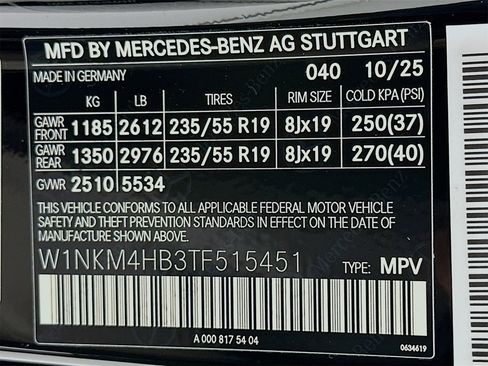 MFD BY MERCEDES-BENZ AG STUTTGART
MADE IN GERMANY 040 10/25
KG LB TIRES RIM SIZE COLD KPA(PSI)
GAWR FRONT 1185 2612 235/55 R19 8Jx19 250(37)
GAWR REAR 1350 2976 235/55 R19 8Jx19 270(40)
GVWR 2510 5534
THIS VEHICLE CONFORMS TO ALL APPLICABLE FEDERAL MOTOR VEHICLE
SAFETY AND THEFT PREVENTION STANDARDS IN EFFECT ON THE DATE
OF MANUFACTURE SHOWN ABOVE.
W1NKM4HB3TF515451 TYPE: MPV
A 000 817 54 04
0634619